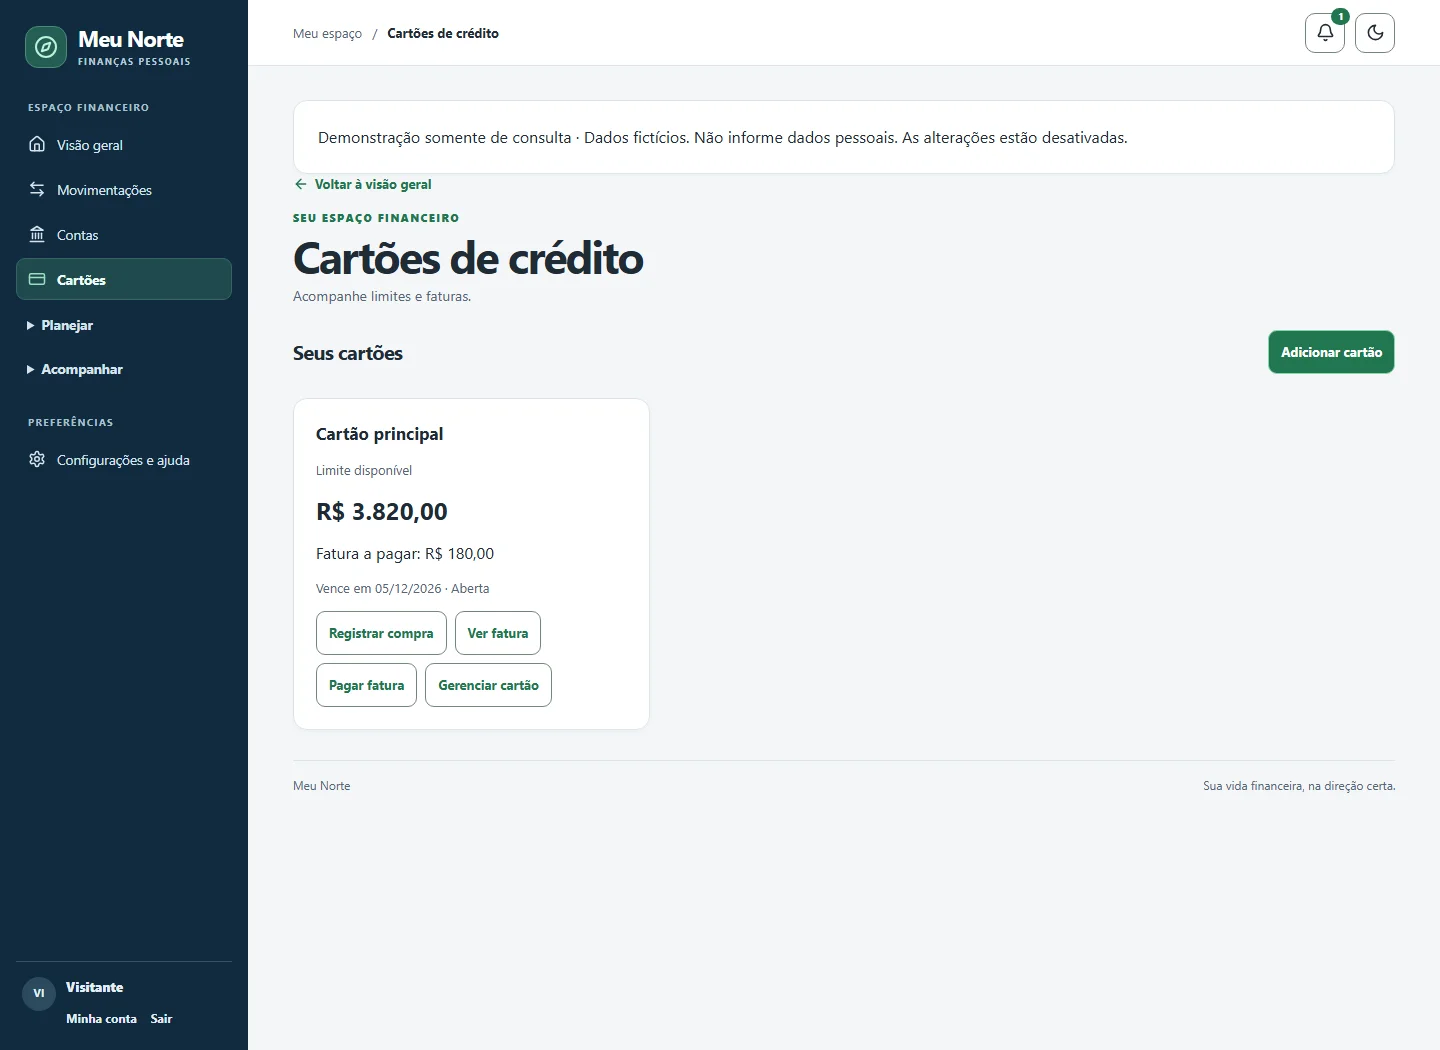 Meu Norte
FINANÇAS PESSOAIS
ESPAÇO FINANCEIRO
Visão geral
Movimentações
Contas
Cartões
Planejar
Acompanhar
PREFERÊNCIAS
Configurações e ajuda
VI
Visitante
Minha conta Sair
Meu espaço / Cartões de crédito
1
Demonstração somente de consulta · Dados fictícios. Não informe dados pessoais. As alterações estão desativadas.
Voltar à visão geral
SEU ESPAÇO FINANCEIRO
Cartões de crédito
Acompanhe limites e faturas.
Seus cartões
Adicionar cartão
Cartão principal
Limite disponível
R$ 3.820,00
Fatura a pagar: R$ 180,00
Vence em 05/12/2026 · Aberta
Registrar compra
Ver fatura
Pagar fatura
Gerenciar cartão
Meu Norte
Sua vida financeira, na direção certa.